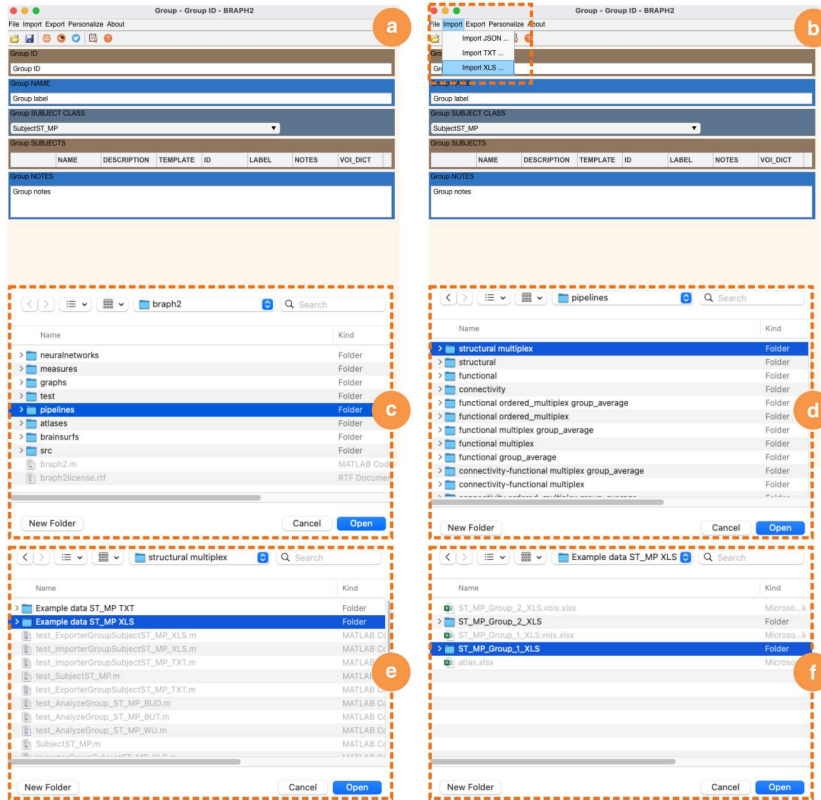 Group - Group ID - BRAPH2
a
File Import Export Personalize About
Group ID
Group ID
Group NAME
Group label
Group SUBJECT CLASS
SubjectST_MP
Group SUBJECTS
NAME DESCRIPTION TEMPLATE ID LABEL NOTES VOI_DICT
Group NOTES
Group notes
Group - Group ID - BRAPH2
b
File Import Export Personalize About
Import JSON ...
Import TXT ...
Import XLS ...
Group label
Group SUBJECT CLASS
SubjectST_MP
Group SUBJECTS
NAME DESCRIPTION TEMPLATE ID LABEL NOTES VOI_DICT
Group NOTES
Group notes
braph2 Search
Name Kind
neuralnetworks Folder
measures Folder
graphs Folder
test Folder
pipelines Folder
c
atlases Folder
brainsurfs Folder
src Folder
braph2.m MATLAB Cod
braph2license.rtf RTF Documen
New Folder Cancel Open
pipelines Search
Name Kind
structural multiplex Folder
structural Folder
functional Folder
connectivity Folder
functional ordered_multiplex group_average Folder
d
functional ordered_multiplex Folder
functional multiplex group_average Folder
functional multiplex Folder
functional group_average Folder
connectivity-functional multiplex group_average Folder
connectivity-functional multiplex Folder
New Folder Cancel Open
structural multiplex Search
Name Kind
Example data ST_MP TXT Folder
Example data ST_MP XLS Folder
test_ExporterGroupSubjectST_MP_XLS.m MATLAB Co
test_ImporterGroupSubjectST_MP_XLS.m MATLAB Co
test_ImporterGroupSubjectST_MP_TXT.m MATLAB Co
test_SubjectST_MP.m MATLA
e
test_ExporterGroupSubjectST_MP_TXT.m MATLAB Co
test_AnalyzeGroup_ST_MP_BUD.m MATLAB Co
test_AnalyzeGroup_ST_MP_BUT.m MATLAB Co
test_AnalyzeGroup_ST_MP_WU.m MATLAB Co
SubjectST_MP.m MATLAB Co
New Folder Cancel Open
Example data ST_MP XLS Search
Name Kind
ST_MP_Group_2_XLS.vois.xlsx Microso...k
ST_MP_Group_2_XLS Folder
ST_MP_Group_1_XLS.vois.xlsx Microso...k
ST_MP_Group_1_XLS Folder
atlas.xlsx Microso
f
New Folder Cancel Open